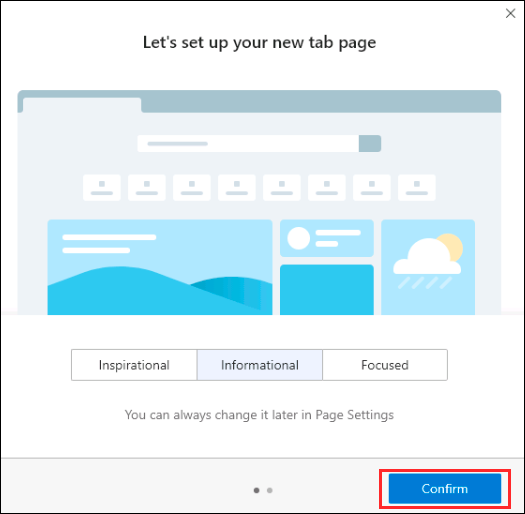 Let's set up your new tab page
Inspirational
Informational
Focused
You can always change it later in Page Settings
Confirm